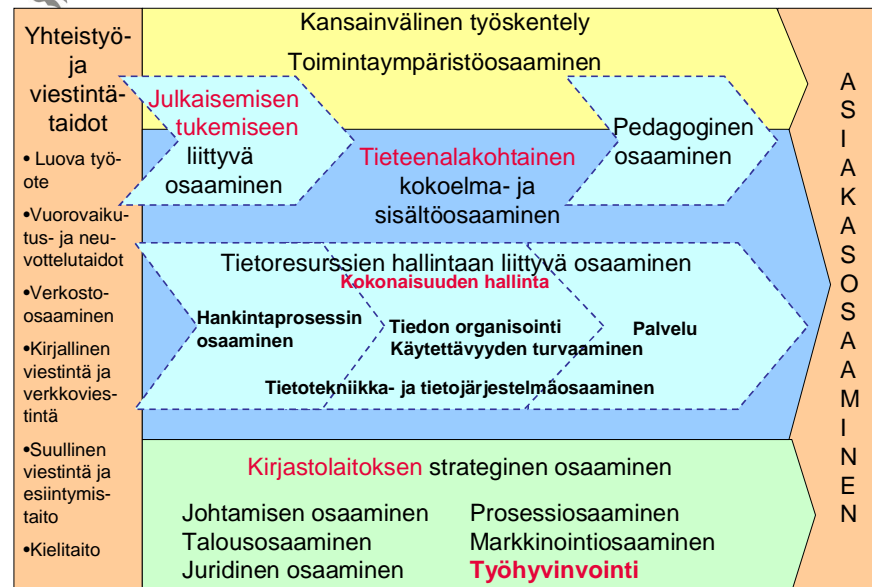 Yhteistyö-
ja
viestintä-
taidot
• Luova työ-
ote
•Vuorovaiku-
tus- ja neu-
vottelutaidot
•Verkosto-
osaaminen
•Kirjallinen
viestintä ja
verkkovies-
tintä
•Suullinen
viestintä ja
esiintymis-
taito
•Kielitaito
Kansainvälinen työskentely
Toimintaympäristöosaaminen
Julkaisemisen
tukemiseen
liittyvä
osaaminen
Tieteenalakohtainen
kokoelma- ja
sisältöosaaminen
Pedagoginen
osaaminen
Tietoresurssien hallintaan liittyvä osaaminen
Kokonaisuuden hallinta
Hankintaprosessin
osaaminen
Tiedon organisointi
Käytettävyyden turvaaminen
Palvelu
Tietotekniikka- ja tietojärjestelmäosaaminen
Kirjastolaitoksen strateginen osaaminen
Johtamisen osaaminen
Talousosaaminen
Juridinen osaaminen
Prosessiosaaminen
Markkinointiosaaminen
Työhyvinvointi
A
S
I
A
K
A
S
O
S
A
A
M
I
N
E
N